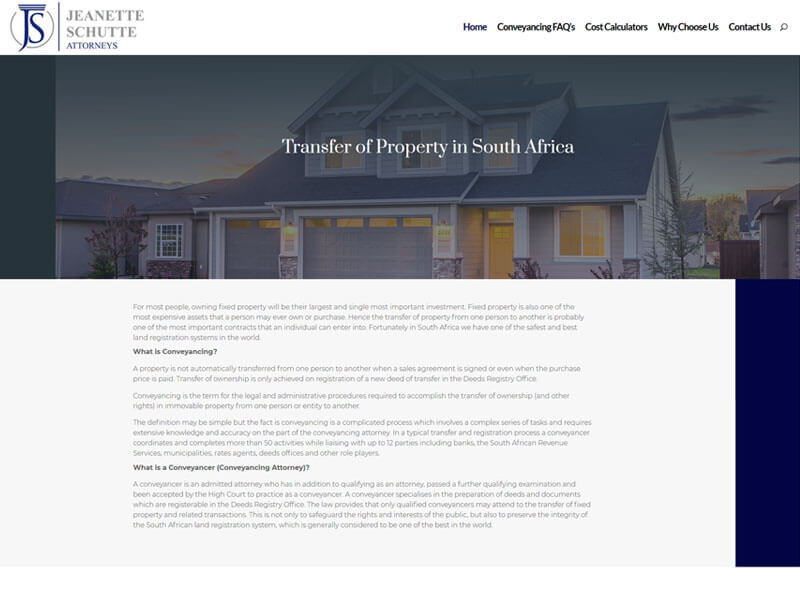 JS
JEANETTE
SCHUTTE
ATTORNEYS
Home Conveyancing FAQ's Cost Calculators Why Choose Us Contact Us
Transfer of Property in South Africa
For most people, owning fixed property will be their largest and single most important investment. Fixed property is also one of the
most expensive assets that a person may ever own or purchase. Hence the transfer of property from one person to another is probably
one of the most important contracts that an individual can enter into. Fortunately in South Africa we have one of the safest and best
land registration systems in the world.
What is Conveyancing?
A property is not automatically transferred from one person to another when a sales agreement is signed or even when the purchase
price is paid. Transfer of ownership is only achieved on registration of a new deed of transfer in the Deeds Registry Office.
Conveyancing is the term for the legal and administrative procedures required to accomplish the transfer of ownership (and other
rights) in immovable property from one person or entity to another.
The definition may be simple but the fact is conveyancing is a complicated process which involves a complex series of tasks and requires
extensive knowledge and accuracy on the part of the conveyancing attorney. In a typical transfer and registration process a conveyancer
coordinates and completes more than 50 activities while liaising with up to 12 parties including banks, the South African Revenue
Services, municipalities, rates agents, deeds offices and other role players.
What is a Conveyancer (Conveyancing Attorney)?
A conveyancer is an admitted attorney who has in addition to qualifying as an attorney, passed a further qualifying examination and
been accepted by the High Court to practice as a conveyancer. A conveyancer specialises in the preparation of deeds and documents
which are registerable in the Deeds Registry Office. The law provides that only qualified conveyancers may attend to the transfer of fixed
property and related transactions. This is not only to safeguard the rights and interests of the public, but also to preserve the integrity of
the South African land registration system, which is generally considered to be one of the best in the world.